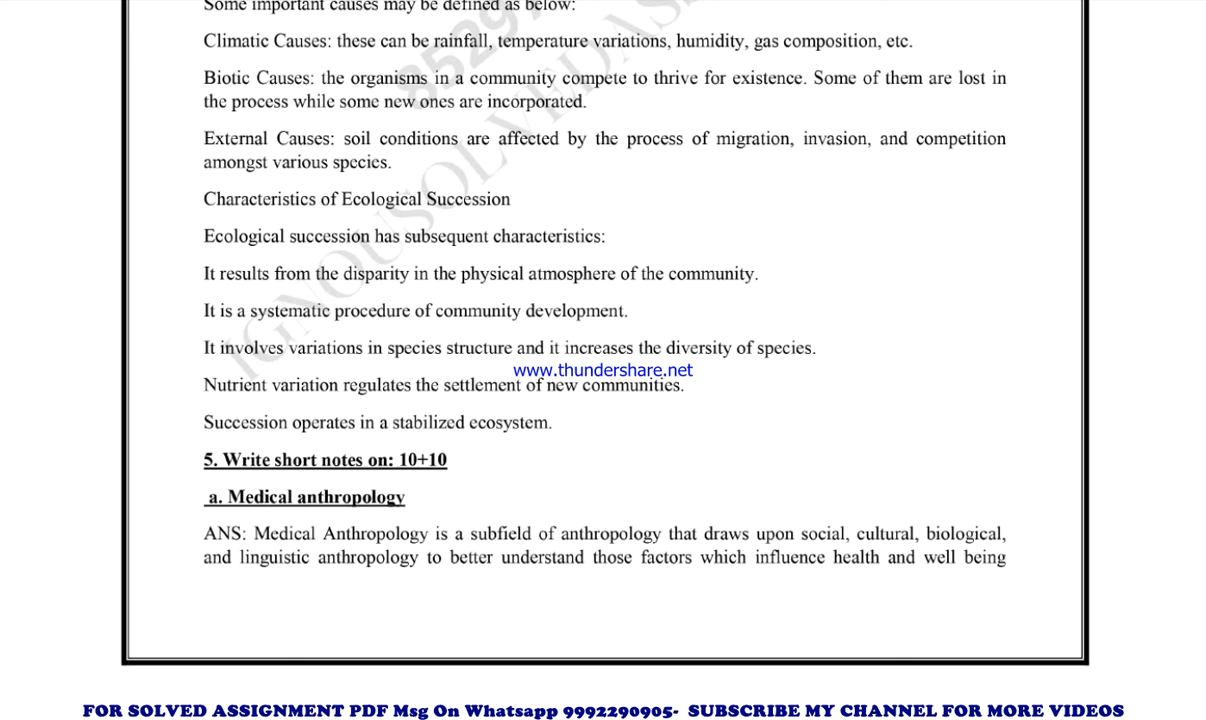 Some important causes may be defined as below:
Climatic Causes: these can be rainfall, temperature variations, humidity, gas composition, etc.
Biotic Causes: the organisms in a community compete to thrive for existence. Some of them are lost in
the process while some new ones are incorporated.
External Causes: soil conditions are affected by the process of migration, invasion, and competition
amongst various species.
Characteristics of Ecological Succession
Ecological succession has subsequent characteristics:
It results from the disparity in the physical atmosphere of the community.
It is a systematic procedure of community development.
It involves variations in species structure and it increases the diversity of species.
www.thundershare.net
Nutrient variation regulates the settlement of new communities.
Succession operates in a stabilized ecosystem.
5. Write short notes on: 10+10
a. Medical anthropology
ANS: Medical Anthropology is a subfield of anthropology that draws upon social, cultural, biological,
and linguistic anthropology to better understand those factors which influence health and well being
FOR SOLVED ASSIGNMENT PDF Msg On Whatsapp 9992290905- SUBSCRIBE MY CHANNEL FOR MORE VIDEOS